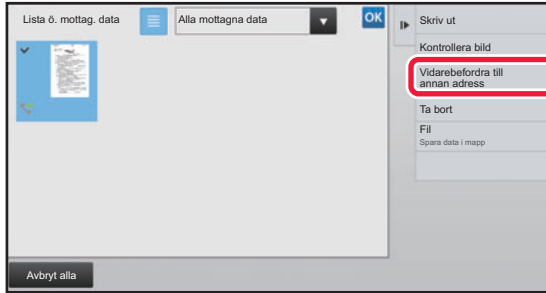 Lista ö. mottag. data
Alla mottagna data
OK
Skriv ut
Kontrollera bild
Vidarebefordra till
annan adress
Ta bort
Fil
Spara data i mapp
Avbryt alla